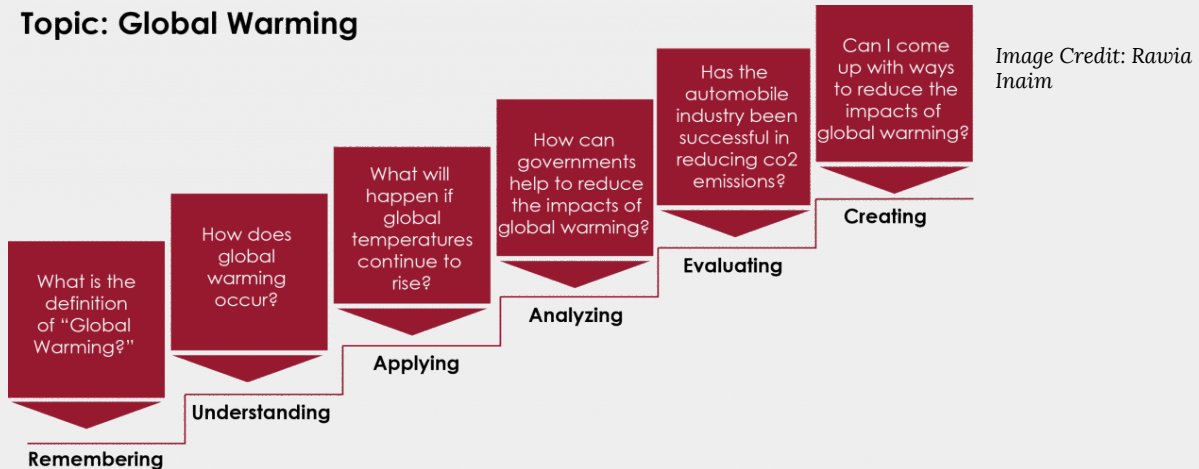 Topic: Global Warming
Image Credit: Rawia
Inaim
What is the
definition
of “Global
Warming?”
Remembering
How does
global
warming
occur?
Understanding
What will
happen if
global
temperatures
continue to
rise?
Applying
How can
governments
help to reduce
the impacts of
global warming?
Analyzing
Has the
automobile
industry been
successful in
reducing co2
emissions?
Evaluating
Can I come
up with ways
to reduce the
impacts of
global warming?
Creating